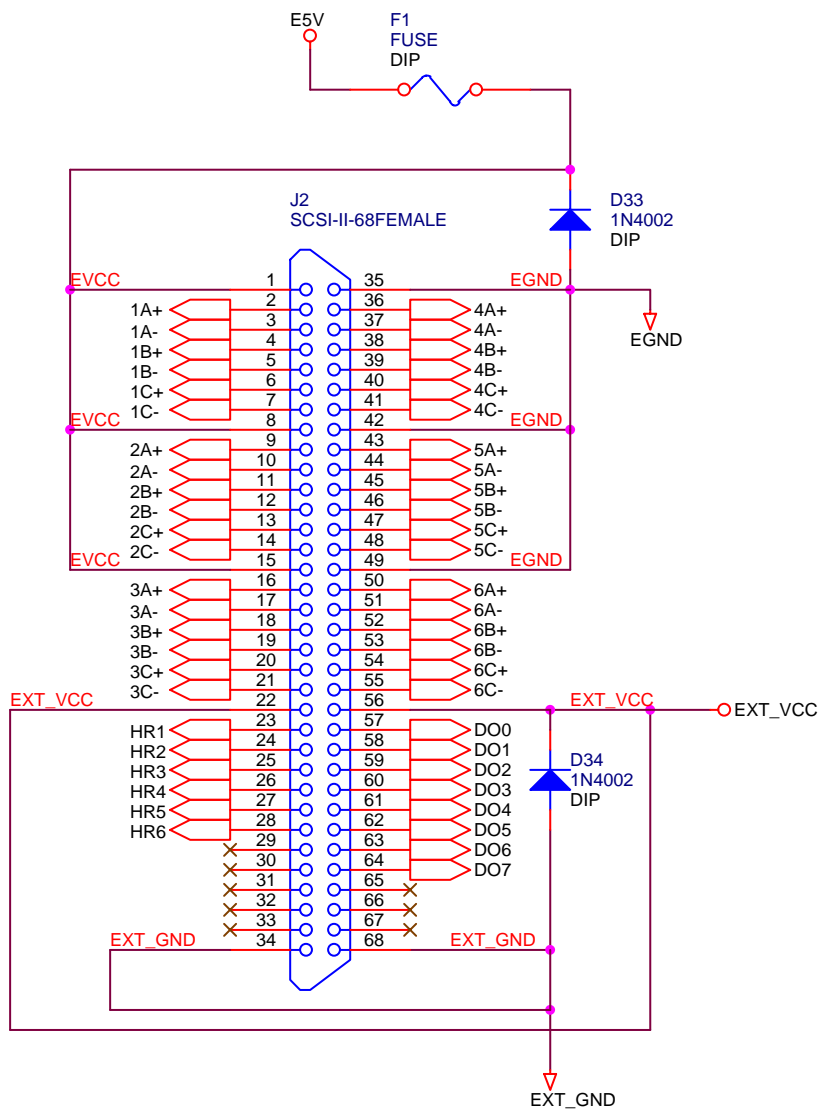 E5V
F1
FUSE
DIP
J2
SCSI-II-68FEMALE
D33
1N4002
DIP
EVCC 1 35 EGND
1A+ 2 36 4A+
1A- 3 37 4A-
EGND
1B+ 4 38 4B+
1B- 5 39 4B-
1C+ 6 40 4C+
1C- 7 41 4C-
EVCC 8 42 EGND
2A+ 9 43 5A+
2A- 10 44 5A-
2B+ 11 45 5B+
2B- 12 46 5B-
2C+ 13 47 5C+
2C- 14 48 5C-
EVCC 15 49 EGND
3A+ 16 50 6A+
3A- 17 51 6A-
3B+ 18 52 6B+
3B- 19 53 6B-
3C+ 20 54 6C+
3C- 21 55 6C-
EXT_VCC 22 56 EXT_VCC EXT_VCC
HR1 23 57 DO0
HR2 24 58 DO1
HR3 25 59 DO2
HR4 26 60 DO3
HR5 27 61 DO4
HR6 28 62 DO5
29 63 DO6
30 64 DO7
D34
1N4002
DIP
31 65
32 66
33 67
EXT_GND 34 68 EXT_GND
EXT_GND